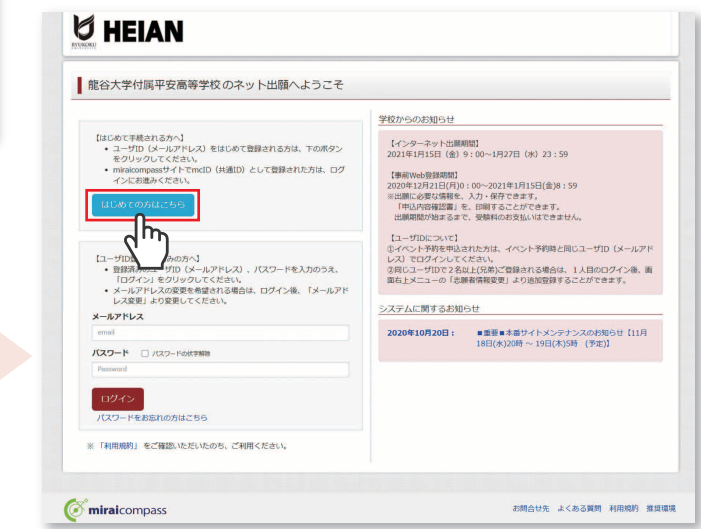 HEIAN
RYUKOKU
龍谷大学付属平安高等学校のネット出願へようこそ
【はじめて手続される方へ】
• ユーザID（メールアドレス）をはじめて登録される方は、下のボタン
をクリックしてください。
• miraicompassサイトでmcID（共通ID）として登録された方は、ログ
インにお進みください。
はじめての方はこちら
【ユーザID みの方へ】
• 登録済 ーザID（メールアドレス）、パスワードを入力のうえ、
「ログイン」をクリックしてください。
• メールアドレスの変更を希望される場合は、ログイン後、「メールアド
レス変更」より変更してください。
メールアドレス
email
パスワード パスワードの伏字解除
Password
ログイン
パスワードをお忘れの方はこちら
※ 「利用規約」 をご確認いただいたのち、ご利用ください。
学校からのお知らせ
【インターネット出願期間】
2021年1月15日（金）9：00～1月27日（水）23：59
【事前Web登録期間】
2020年12月21日(月)0：00～2021年1月15日(金)8：59
※出願に必要な情報を、入力・保存できます。
「申込内容確認書」を、印刷することができます。
出願期間が始まるまで、受験料のお支払いはできません。
【ユーザIDについて】
①イベント予約を申込された方は、イベント予約時と同じユーザID（メールアド
レス）でログインしてください。
②同じユーザIDで２名以上(兄弟)ご登録される場合は、１人目のログイン後、画
面右上メニューの「志願者情報変更」より追加登録することができます。
システムに関するお知らせ
2020年10月20日： ■重要■本番サイトメンテナンスのお知らせ【11月
18日(水)20時 ～ 19日(木)5時 (予定)】
miraicompass
お問合せ先 よくある質問 利用規約 推奨環境